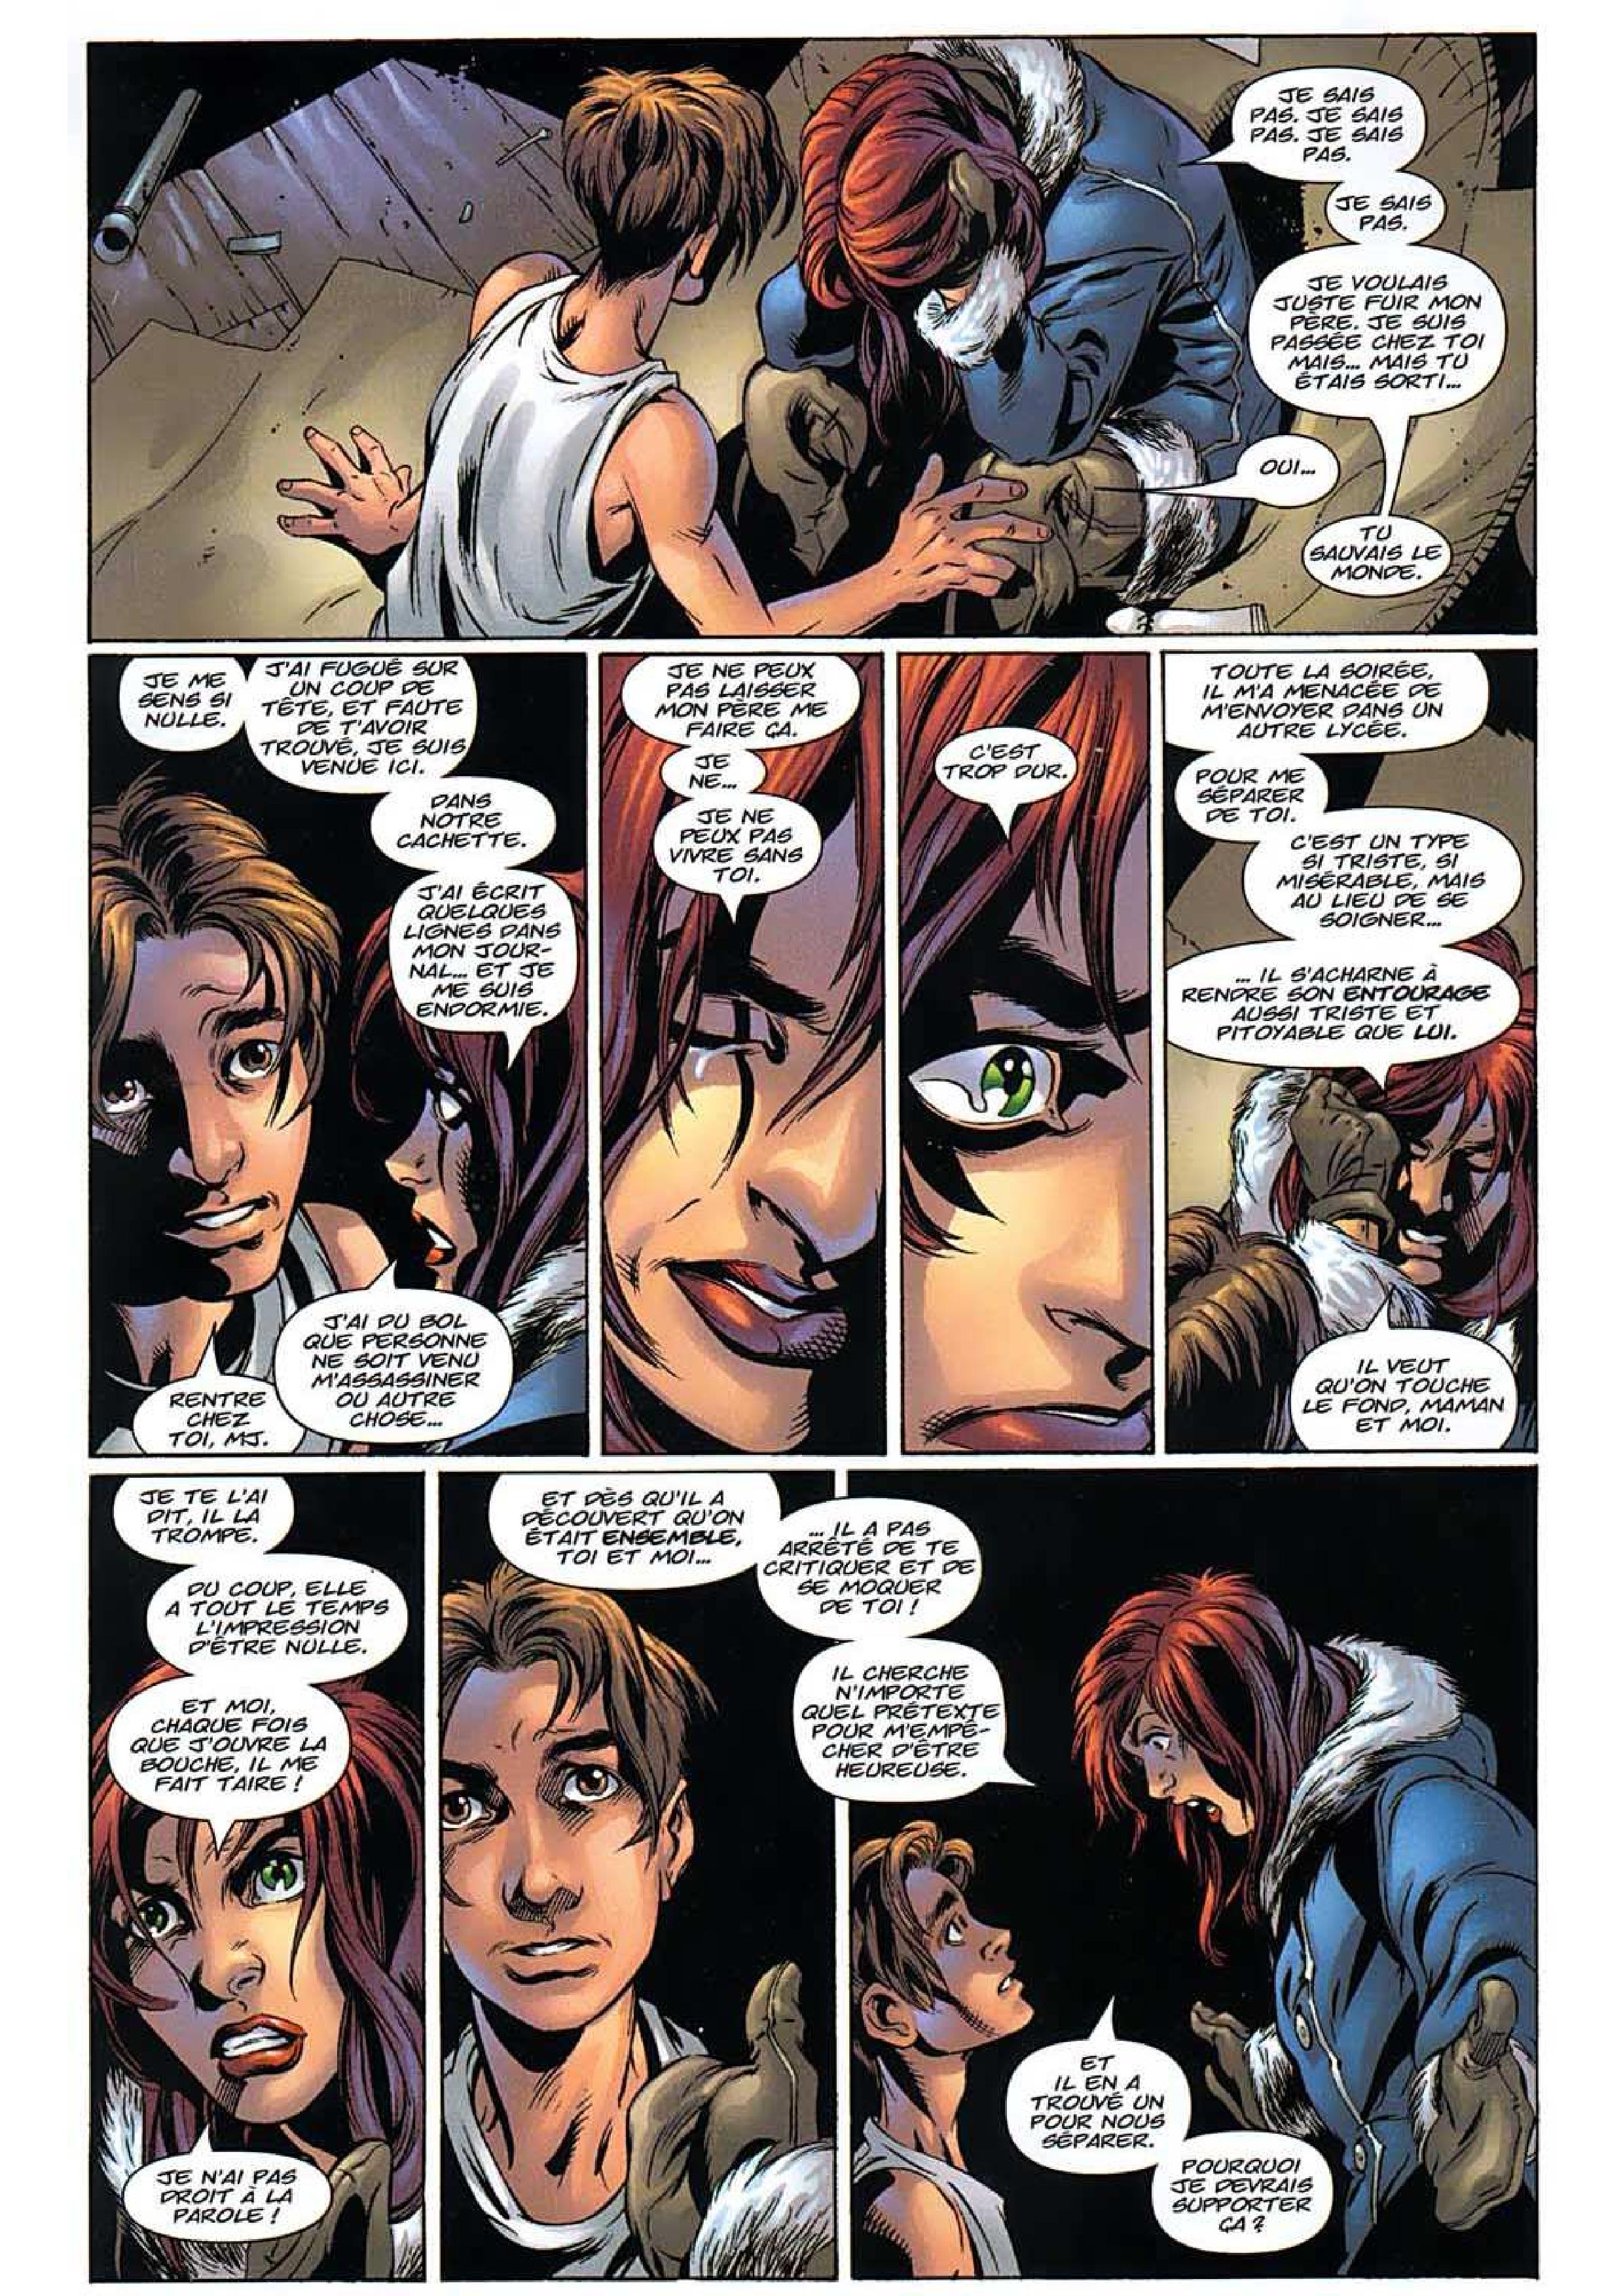 JE SAIS
PAS. JE SAIS
PAS. JE SAIS
PAS.
JE SAIS
PAS.
JE VOULAIS
JUSTE FUIR MON
PÈRE. JE SUIS
PASSÉE CHEZ TOI
MAIS... MAIS TU
ÉTAIS SORTI...
OUI...
TU
SAUVAIS LE
MONDE.
JE ME
SENS SI
NULLE.
J'AI FUGUÉ SUR
UN COUP DE
TÊTE, ET FAUTE
DE T'AVOIR
TROUVÉ, JE SUIS
VENUE ICI.
DANS
NOTRE
CACHETTE.
J'AI ÉCRIT
QUELQUES
LIGNES DANS
MON JOUR-
NAL... ET JE
ME SUIS
ENDORMIE.
J'AI DU BOL
QUE PERSONNE
NE SOIT VENU
M'ASSASSINER
OU AUTRE
CHOSE...
RENTRE
CHEZ
TOI, MJ.
JE NE PEUX
PAS LAISSER
MON PÈRE ME
FAIRE ÇA.
JE
NE...
JE NE
PEUX PAS
VIVRE SANS
TOI.
C'EST
TROP DUR.
TOUTE LA SOIRÉE,
IL M'A MENACÉE DE
M'ENVOYER DANS UN
AUTRE LYCÉE.
POUR ME
SÉPARER
DE TOI.
C'EST UN TYPE
SI TRISTE, SI
MISÉRABLE, MAIS
AU LIEU DE SE
SOIGNER...
... IL S'ACHARNE À
RENDRE SON ENTOURAGE
AUSSI TRISTE ET
PITOYABLE QUE LUI.
IL VEUT
QU'ON TOUCHE
LE FOND, MAMAN
ET MOI.
JE TE L'AI
DIT, IL LA
TROMPE.
DU COUP, ELLE
A TOUT LE TEMPS
L'IMPRESSION
D'ÊTRE NULLE.
ET MOI,
CHAQUE FOIS
QUE J'OUVRE LA
BOUCHE, IL ME
FAIT TAIRE !
JE N'AI PAS
DROIT À LA
PAROLE !
ET DÈS QU'IL A
DÉCOUVERT QU'ON
ÉTAIT ENSEMBLE,
TOI ET MOI...
... IL A PAS
ARRÊTÉ DE TE
CRITIQUER ET DE
SE MOQUER
DE TOI !
IL CHERCHE
N'IMPORTE
QUEL PRÉTEXTE
POUR M'EMPÊ-
CHER D'ÊTRE
HEUREUSE.
ET
IL EN A
TROUVÉ UN
POUR NOUS
SÉPARER.
POURQUOI
JE DEVRAIS
SUPPORTER
ÇA ?